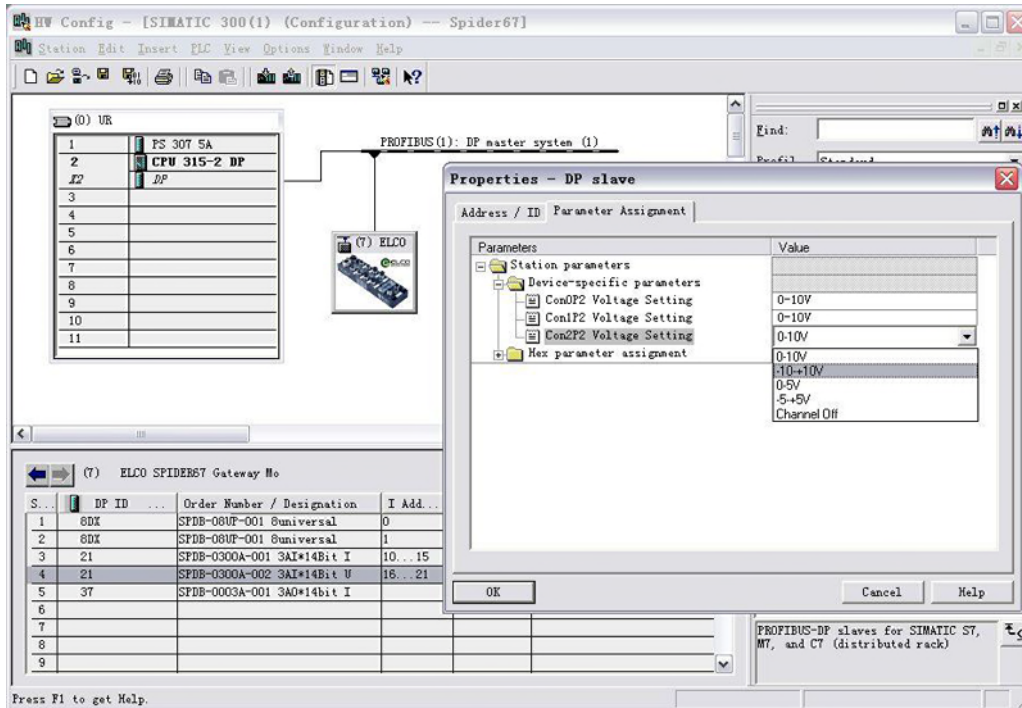 HW Config - [SIMATIC 300(1) (Configuration) -- Spider67]
Station Edit Insert PLC View Options Window Help
(0) UR
1 PS 307 5A
2 CPU 315-2 DP
X2 DP
3
4
5
6
7
8
9
10
11
PROFIBUS(1): DP master system (1)
(7) ELCO
ELCO
Find:
Profil Standard
Properties - DP slave
Address / ID Parameter Assignment
Parameters Value
Station parameters
Device-specific parameters
Con0P2 Voltage Setting 0-10V
Con1P2 Voltage Setting 0-10V
Con2P2 Voltage Setting 0-10V
Hex parameter assignment
0-10V
-10-+10V
0-5V
-5-+5V
Channel Off
OK Cancel Help
(7) ELCO SPIDER67 Gateway Mo
S... DP ID ... Order Number / Designation I Add...
1 8DX SPDB-08UP-001 8universal 0
2 8DX SPDB-08UP-001 8universal 1
3 21 SPDB-0300A-001 3AI*14Bit I 10...15
4 21 SPDB-0300A-002 3AI*14Bit U 16...21
5 37 SPDB-0003A-001 3AO*14bit I
6
7
8
9
PROFIBUS-DP slaves for SIMATIC S7,
M7, and C7 (distributed rack)
Press F1 to get Help.